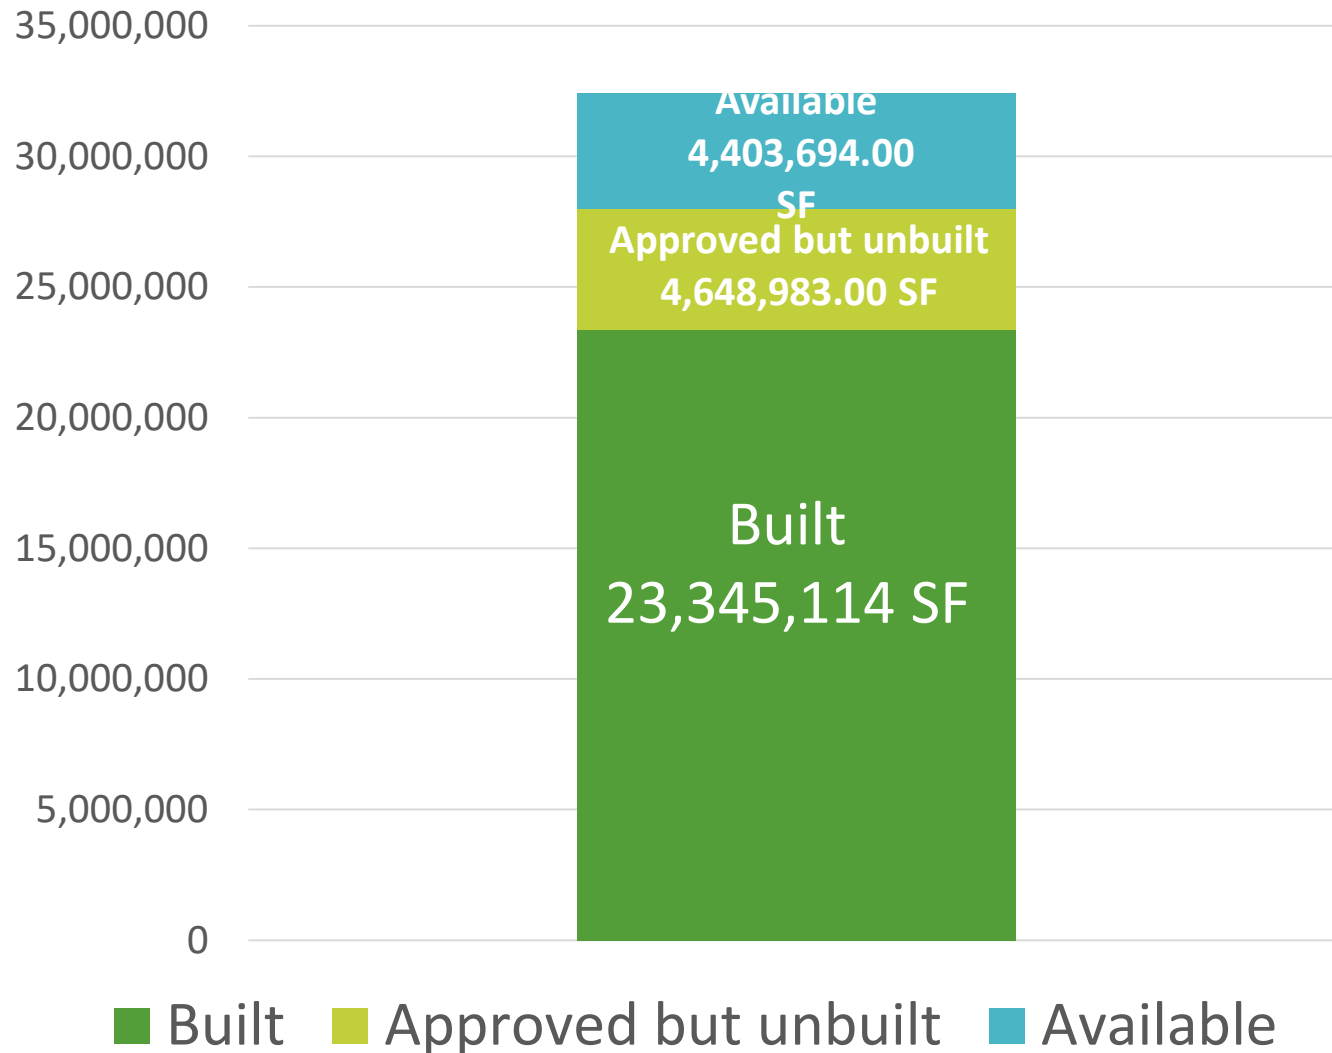 35,000,000
30,000,000
25,000,000
20,000,000
15,000,000
10,000,000
5,000,000
0
Available
4,403,694.00
SF
Approved but unbuilt
4,648,983.00 SF
Built
23,345,114 SF
Built Approved but unbuilt Available